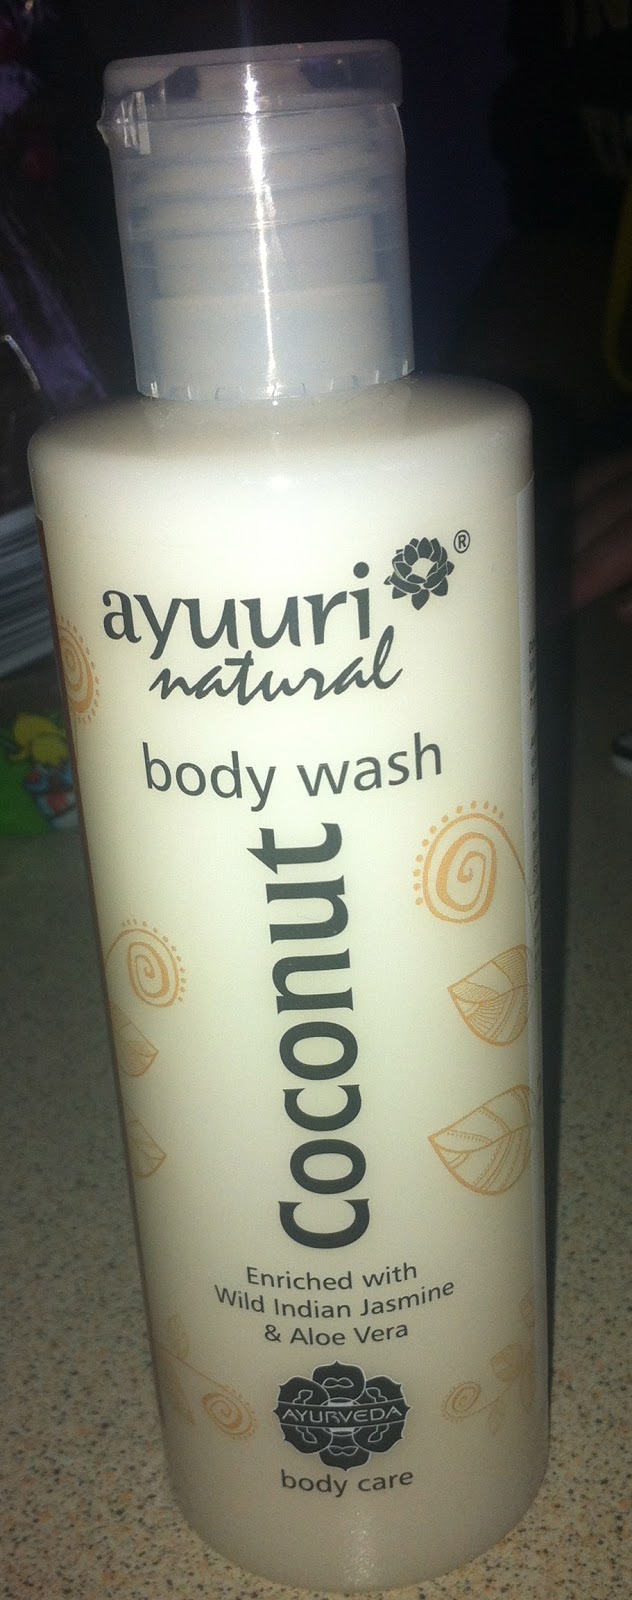 ayuuri®
natural
body wash
coconut
Enriched with
Wild Indian Jasmine
& Aloe Vera
AYURVEDA
body care